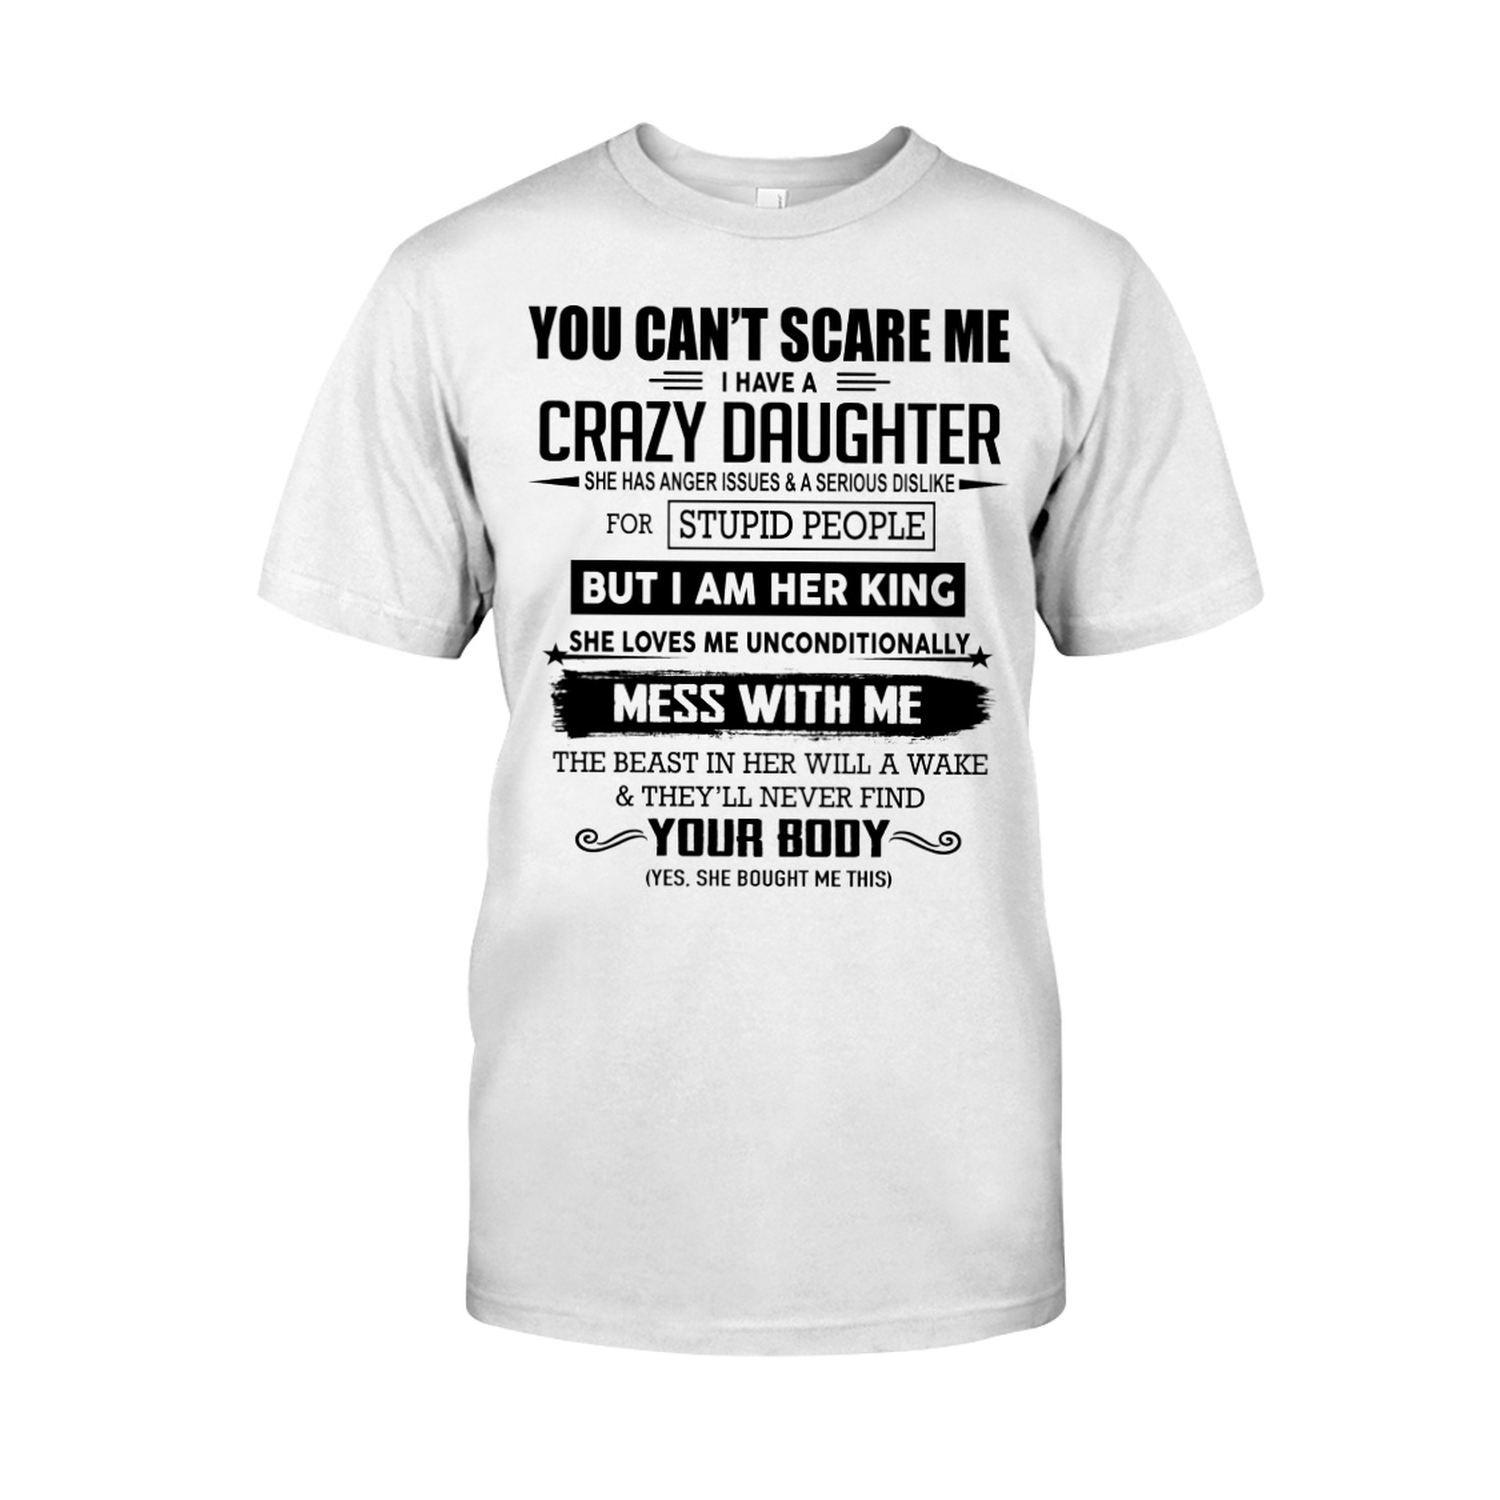 YOU CAN'T SCARE ME
I HAVE A
CRAZY DAUGHTER
SHE HAS ANGER ISSUES & A SERIOUS DISLIKE
FOR STUPID PEOPLE
BUT I AM HER KING
SHE LOVES ME UNCONDITIONALLY
MESS WITH ME
THE BEAST IN HER WILL A WAKE
& THEY'LL NEVER FIND
YOUR BODY
(YES, SHE BOUGHT ME THIS)